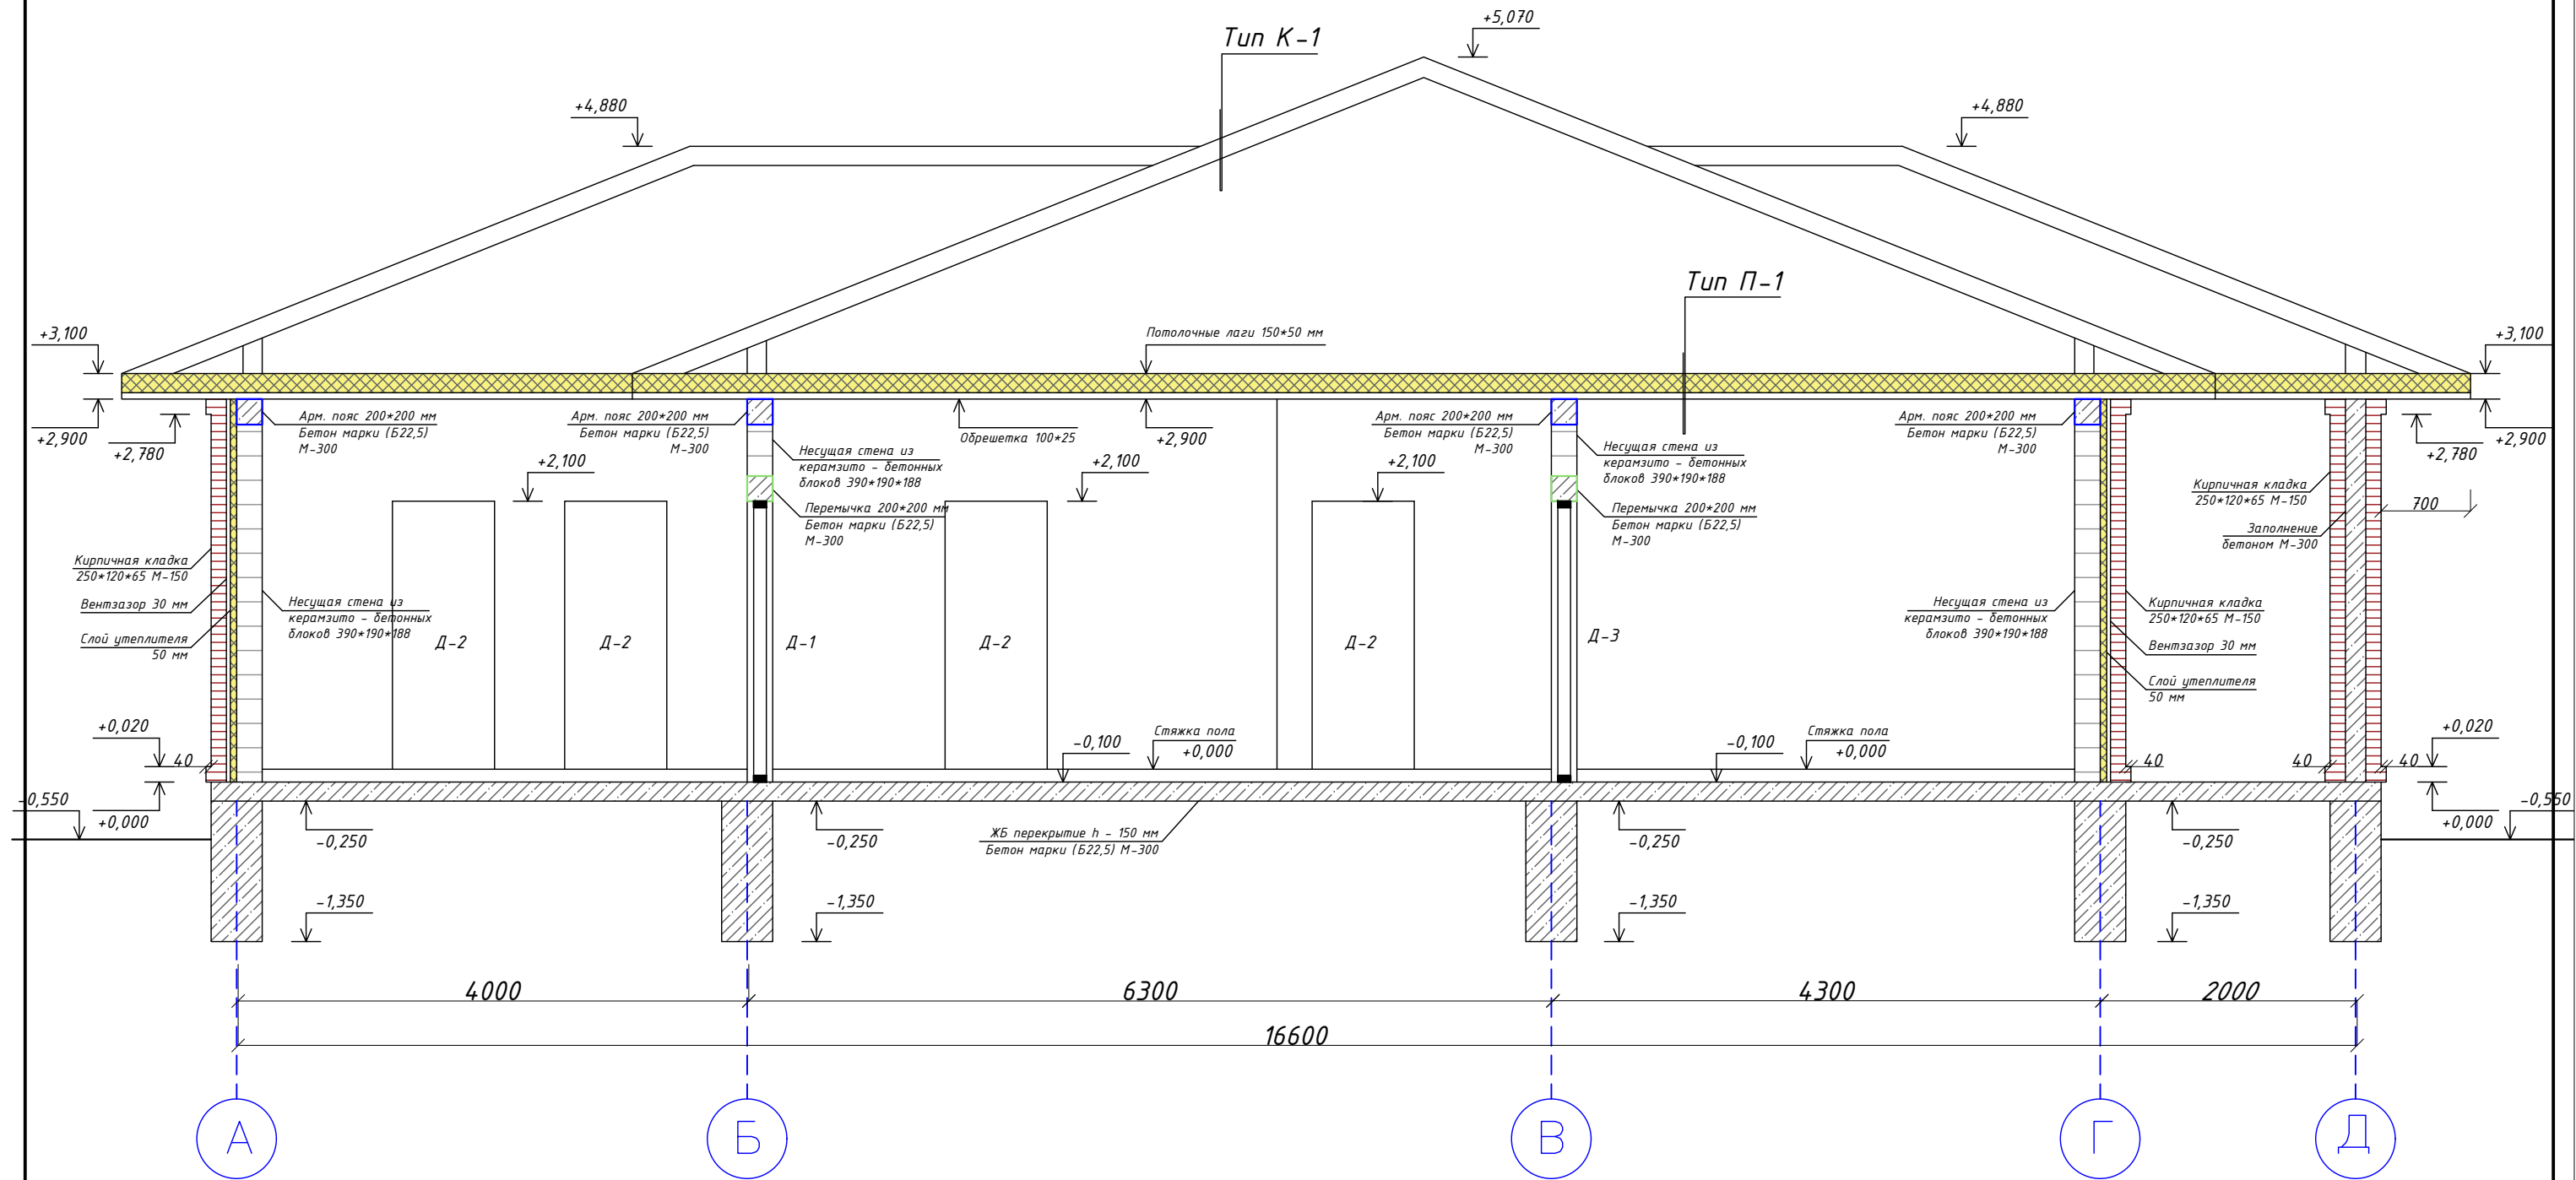 +5,070
Тип К-1
+4,880
+4,880
Тип П-1
+3,100
Потолочные лаги 150*50 мм
+3,100
+2,900
+2,780
Арм. пояс 200*200 мм
Бетон марки (Б22,5)
М-300
Арм. пояс 200*200 мм
Бетон марки (Б22,5)
М-300
Обрешетка 100*25
+2,900
Арм. пояс 200*200 мм
Бетон марки (Б22,5)
М-300
Арм. пояс 200*200 мм
Бетон марки (Б22,5)
М-300
+2,780
+2,900
Несущая стена из
керамзито - бетонных
блоков 390*190*188
Несущая стена из
керамзито - бетонных
блоков 390*190*188
+2,100
+2,100
+2,100
Перемычка 200*200 мм
Бетон марки (Б22,5)
М-300
Перемычка 200*200 мм
Бетон марки (Б22,5)
М-300
Кирпичная кладка
250*120*65 М-150
Заполнение
бетоном М-300
700
Кирпичная кладка
250*120*65 М-150
Вентзазор 30 мм
Слой утеплителя
50 мм
Несущая стена из
керамзито - бетонных
блоков 390*190*188
Д-2
Д-2
Д-1
Д-2
Д-2
Д-3
Несущая стена из
керамзито - бетонных
блоков 390*190*188
Кирпичная кладка
250*120*65 М-150
Вентзазор 30 мм
Слой утеплителя
50 мм
+0,020
40
-0,100
Стяжка пола
+0,000
-0,100
Стяжка пола
+0,000
40
40
40
+0,020
-0,550
+0,000
-0,250
-0,250
ЖБ перекрытие h - 150 мм
Бетон марки (Б22,5) М-300
-0,250
-0,250
+0,000
-0,550
-1,350
-1,350
-1,350
-1,350
4000
6300
4300
2000
16600
А
Б
В
Г
Д